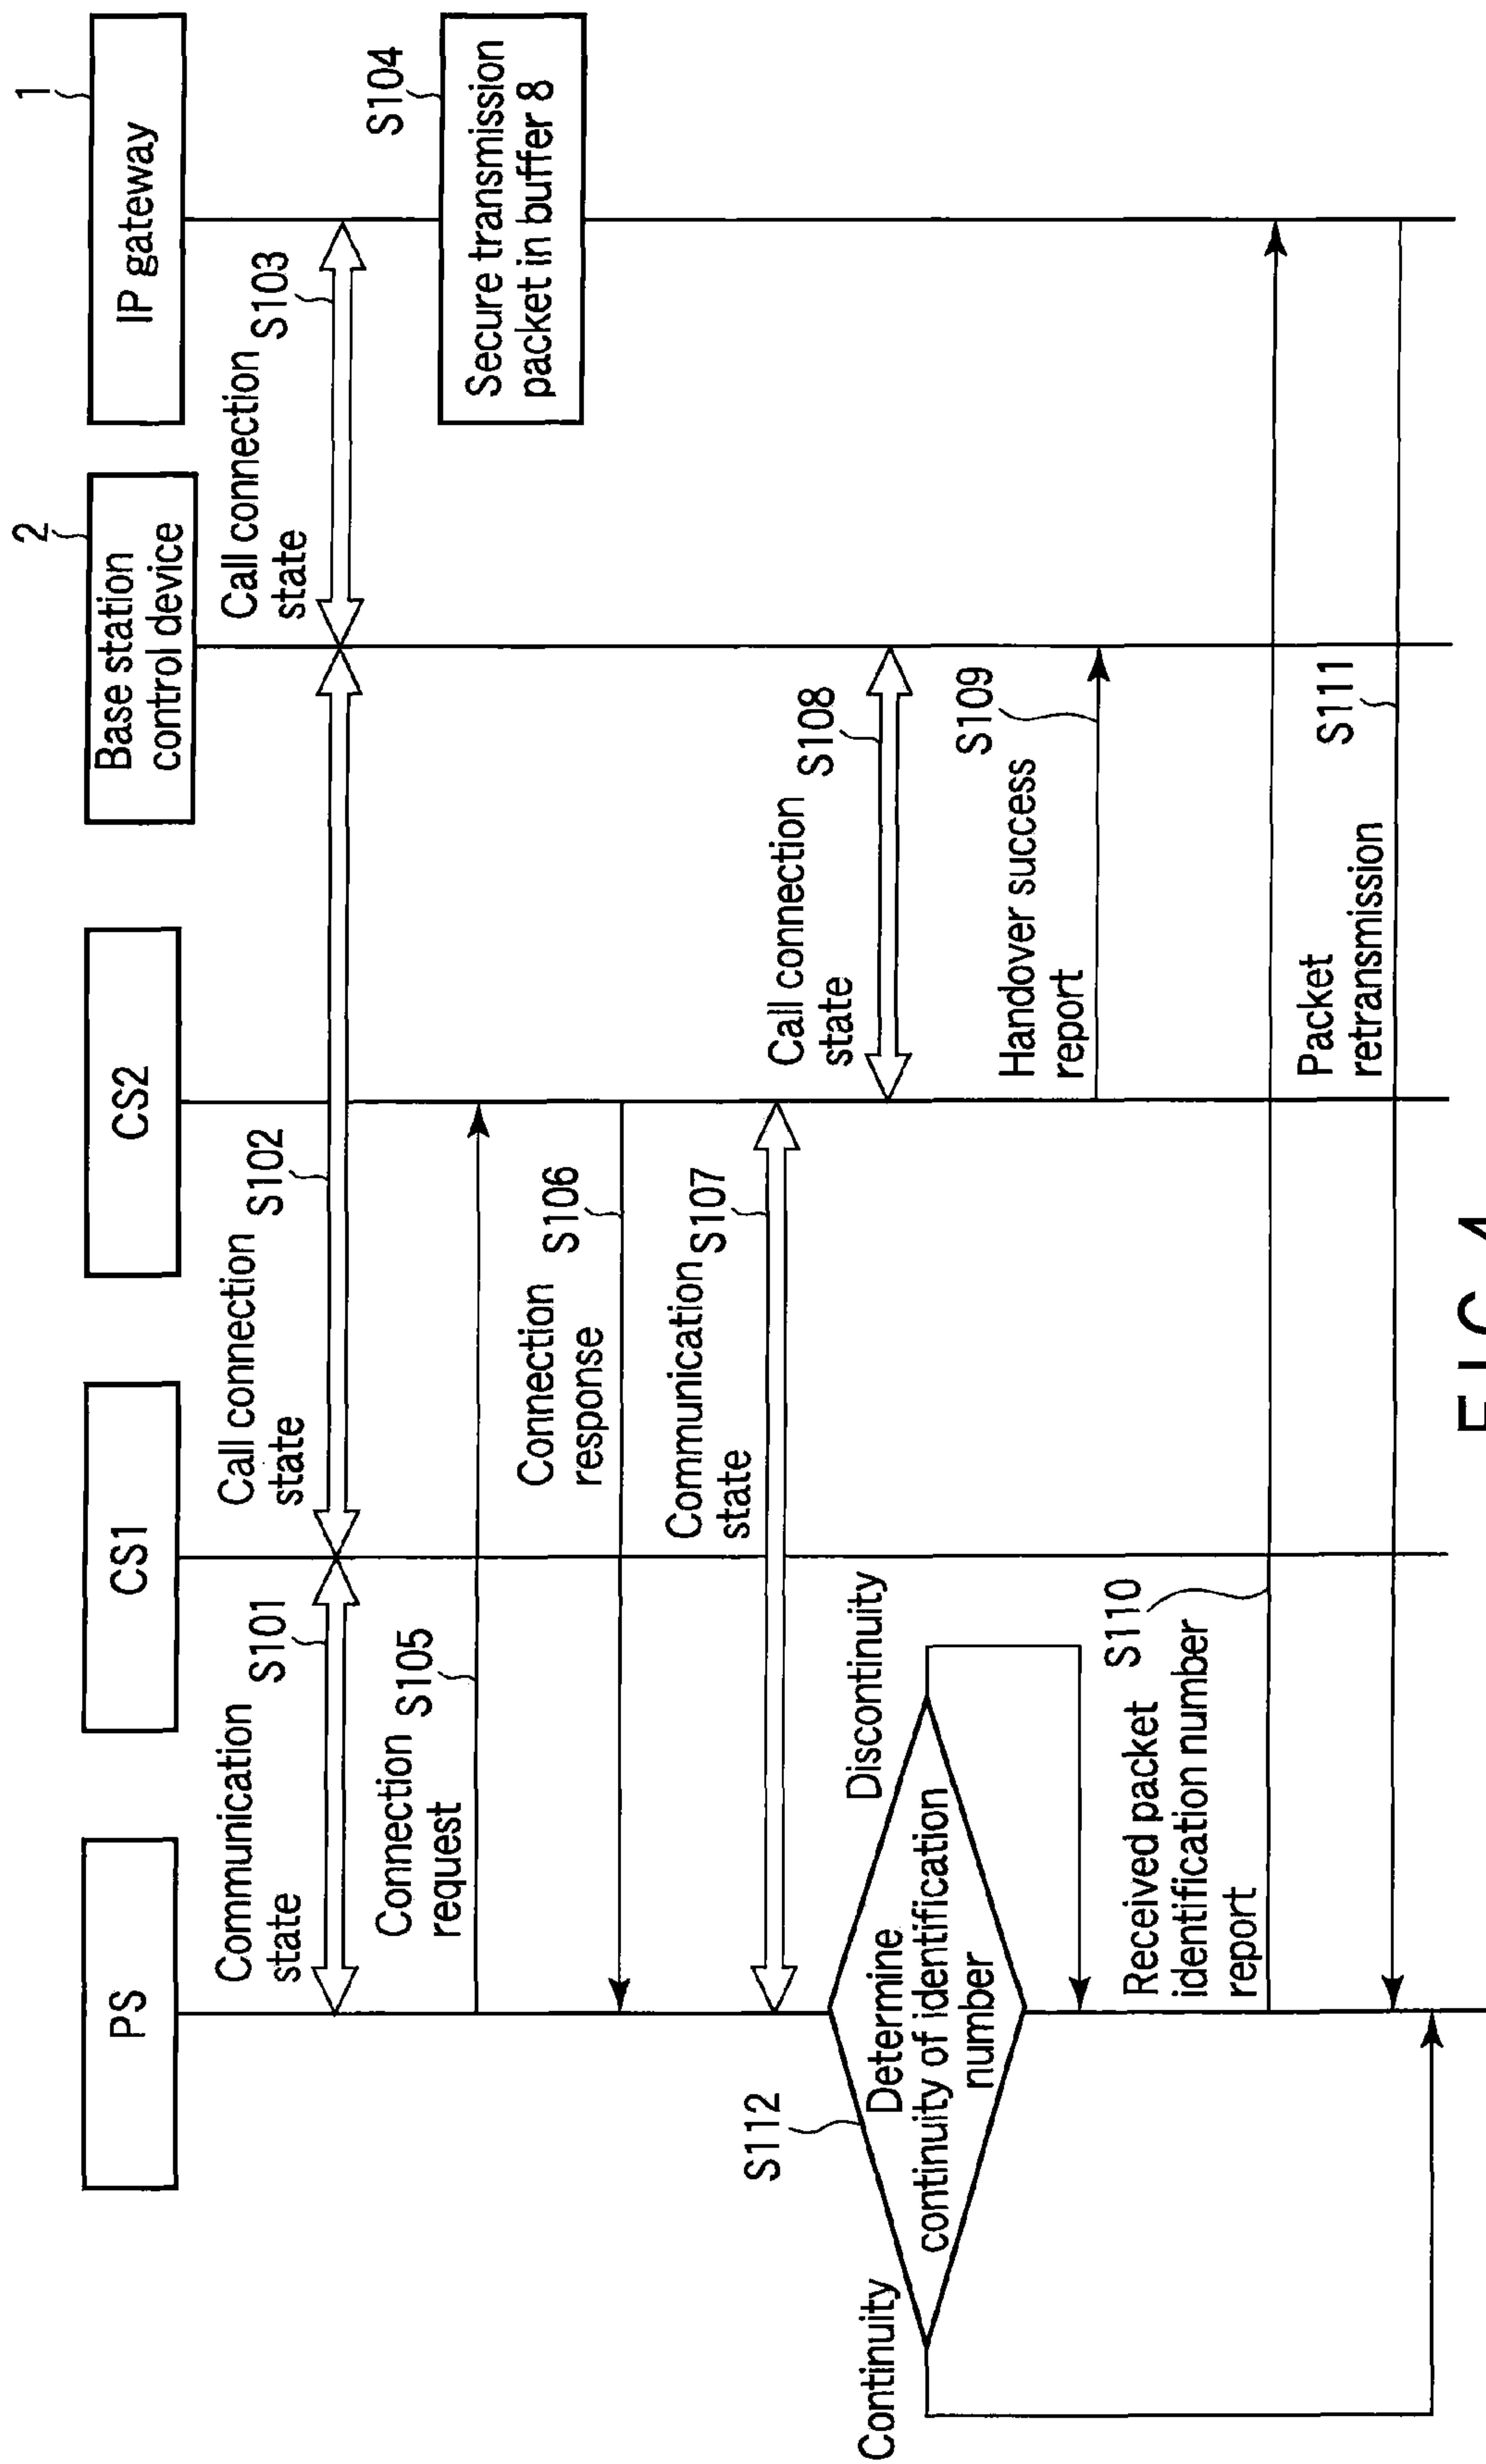 PS
CS1
CS2
Base station
control device
2
IP gateway
1
Communication
state
S101
Call connection
state
S102
Call connection
state
S103
S104
Secure transmission
packet in buffer 8
Connection
request
S105
Connection
response
S106
Communication
state
S107
Call connection
state
S108
S112
Determine
continuity of identification
number
Continuity
Discontinuity
Handover success
report
S109
Received packet
identification number
report
S110
Packet
retransmission
S111